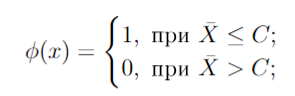 ϕ(x) = { 1, при X̄ ≤ C;
0, при X̄ > C;